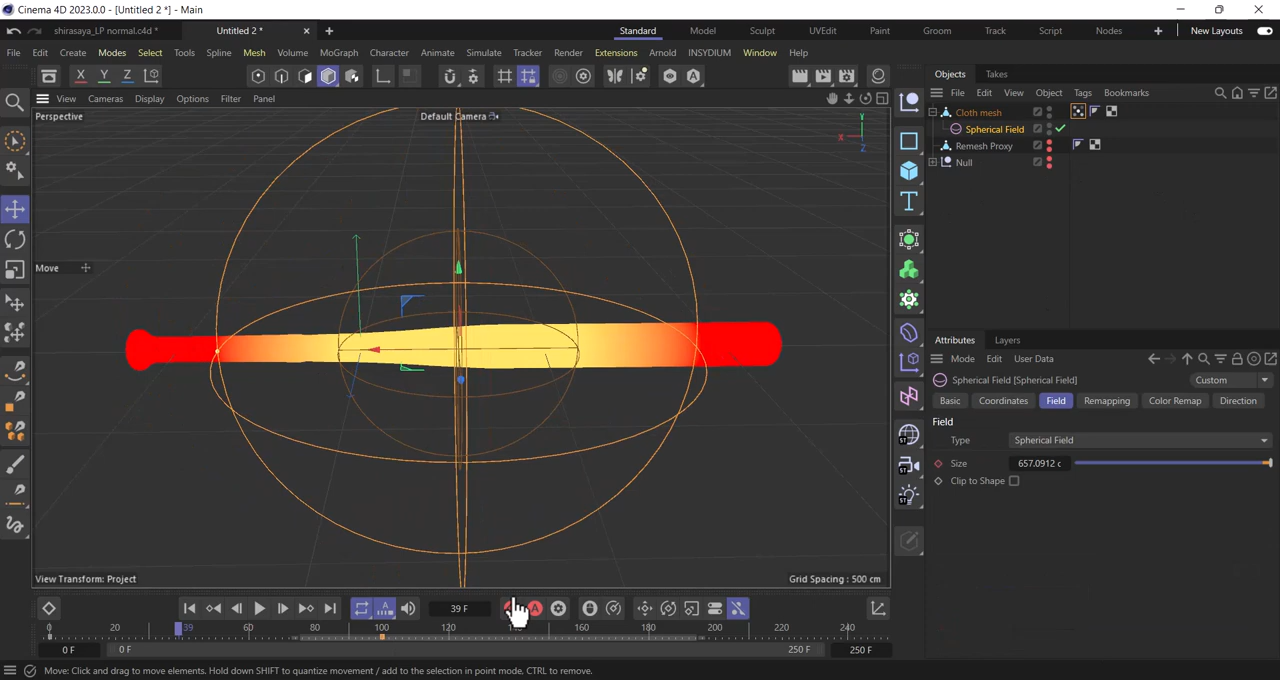 Cinema 4D 2023.0.0 - [Untitled 2 *] - Main
shirasaya_LP normal.c4d * Untitled 2 * Standard Model Sculpt UVEdit Paint Groom Track Script Nodes New Layouts
File Edit Create Modes Select Tools Spline Mesh Volume MoGraph Character Animate Simulate Tracker Render Extensions Arnold INSYDIUM Window Help
X Y Z
Objects Takes
View Cameras Display Options Filter Panel
File Edit View Object Tags Bookmarks
Perspective Default Camera
Cloth mesh
Spherical Field
Remesh Proxy
Null
Y
X
Z
Move
Attributes Layers
Mode Edit User Data
Spherical Field [Spherical Field] Custom
Basic Coordinates Field Remapping Color Remap Direction
Field
Type Spherical Field
Size 657.0912 c
Clip to Shape
ST
ST
ST
View Transform: Project Grid Spacing : 500 cm
39 F
0 20 39 60 80 100 120 140 160 180 200 220 240
0 F 0 F 250 F 250 F
Move: Click and drag to move elements. Hold down SHIFT to quantize movement / add to the selection in point mode, CTRL to remove.